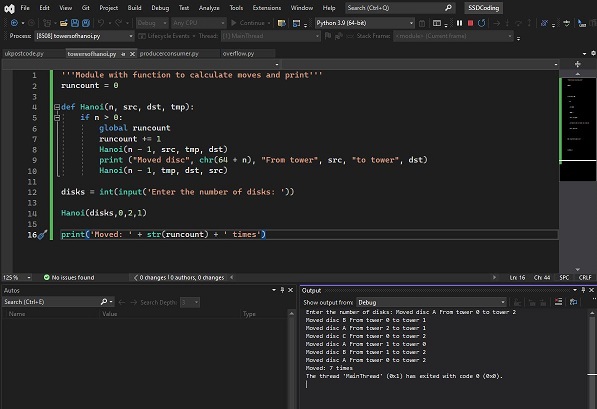 File Edit View Git Project Build Debug Test Analyze Tools Extensions Window Help Search (Ctrl+Q) SSDCoding
Debug Any CPU Continue Python 3.9 (64-bit)
Process: [8508] towersofhanoi.py Lifecycle Events Thread: [1] MainThread Stack Frame: <module> (Current frame)
ukpostcode.py towersofhanoi.py producerconsumer.py overflow.py
1 '''Module with function to calculate moves and print'''
2 runcount = 0
3
4 def Hanoi(n, src, dst, tmp):
5 if n > 0:
6 global runcount
7 runcount += 1
8 Hanoi(n - 1, src, tmp, dst)
9 print ("Moved disc", chr(64 + n), "From tower", src, "to tower", dst)
10 Hanoi(n - 1, tmp, dst, src)
11
12 disks = int(input('Enter the number of disks: '))
13
14 Hanoi(disks,0,2,1)
15
16 print('Moved: ' + str(runcount) + ' times')
125 % No issues found 0 changes | 0 authors, 0 changes Ln: 16 Ch: 44 SPC CRLF
Autos
Search (Ctrl+E) Search Depth: 3
Name Value Type
Output
Show output from: Debug
Enter the number of disks: Moved disc A From tower 0 to tower 2
Moved disc B From tower 0 to tower 1
Moved disc A From tower 2 to tower 1
Moved disc C From tower 0 to tower 2
Moved disc A From tower 1 to tower 0
Moved disc B From tower 1 to tower 2
Moved disc A From tower 0 to tower 2
Moved: 7 times
The thread 'MainThread' (0x1) has exited with code 0 (0x0).